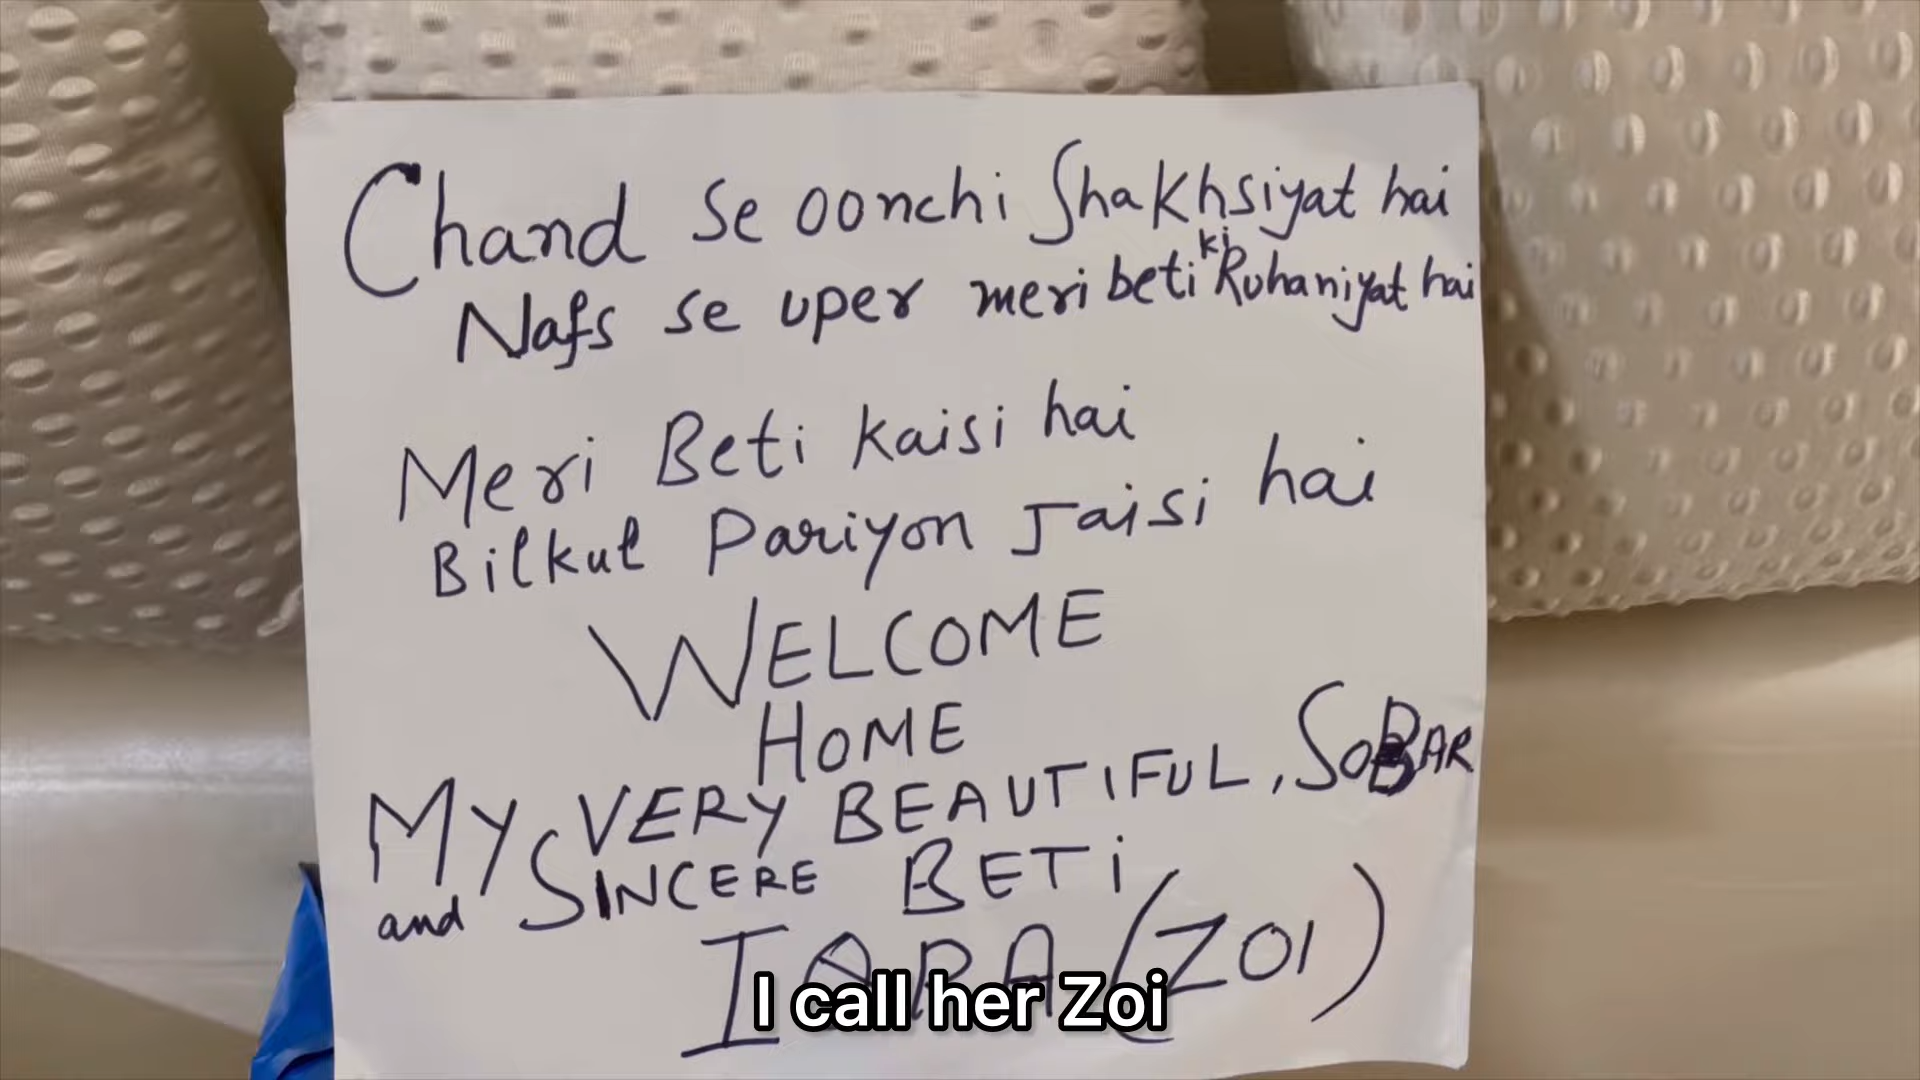 Chand se oonchi Shakhsiyat hai
Nafs se uper meri beti ki Ruhaniyat hai
Meri Beti kaisi hai
Bilkul Pariyon Jaisi hai
WELCOME
HOME
MY VERY BEAUTIFUL, SOBAR
and SINCERE BETi
IQRA (ZOI)
I call her Zoi